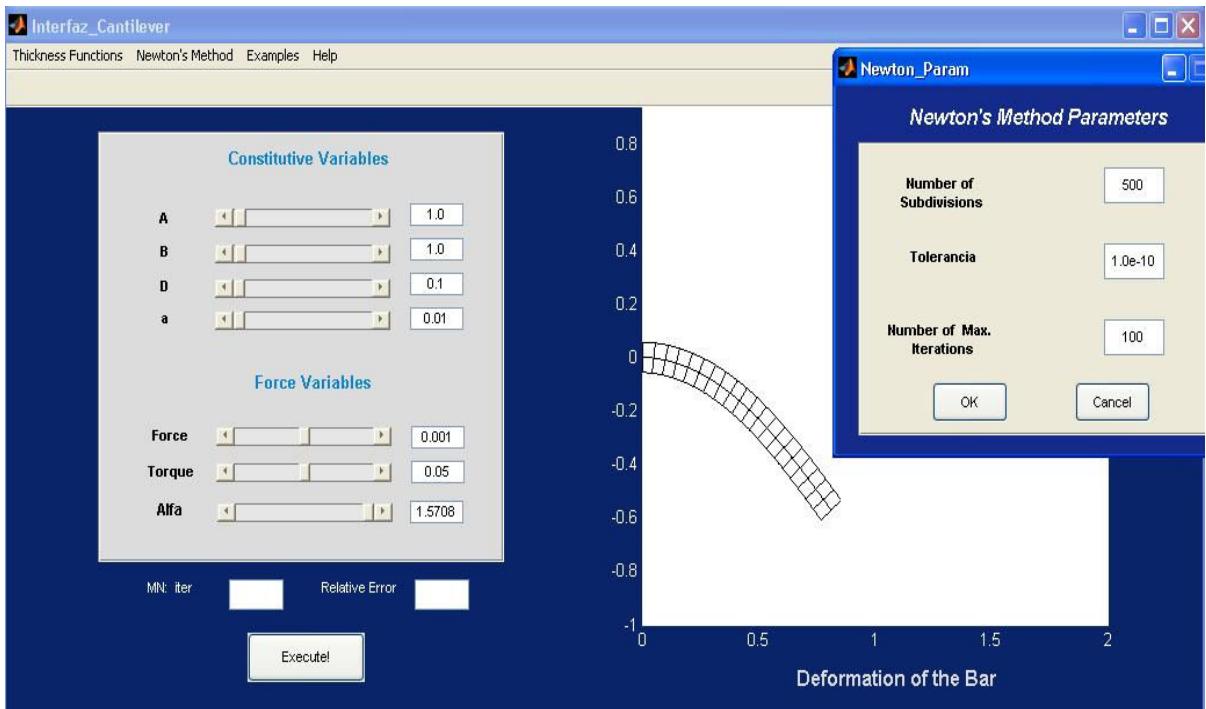 Interfaz_Cantilever
Thickness Functions Newton's Method Examples Help
Constitutive Variables
A 1.0
B 1.0
D 0.1
a 0.01
Force Variables
Force 0.001
Torque 0.05
Alfa 1.5708
MN: iter Relative Error
Execute!
0.8
0.6
0.4
0.2
0
-0.2
-0.4
-0.6
-0.8
-1
0 0.5 1 1.5 2
Deformation of the Bar
Newton_Param
Newton's Method Parameters
Number of
Subdivisions
500
Tolerancia 1.0e-10
Number of Max.
Iterations
100
OK Cancel